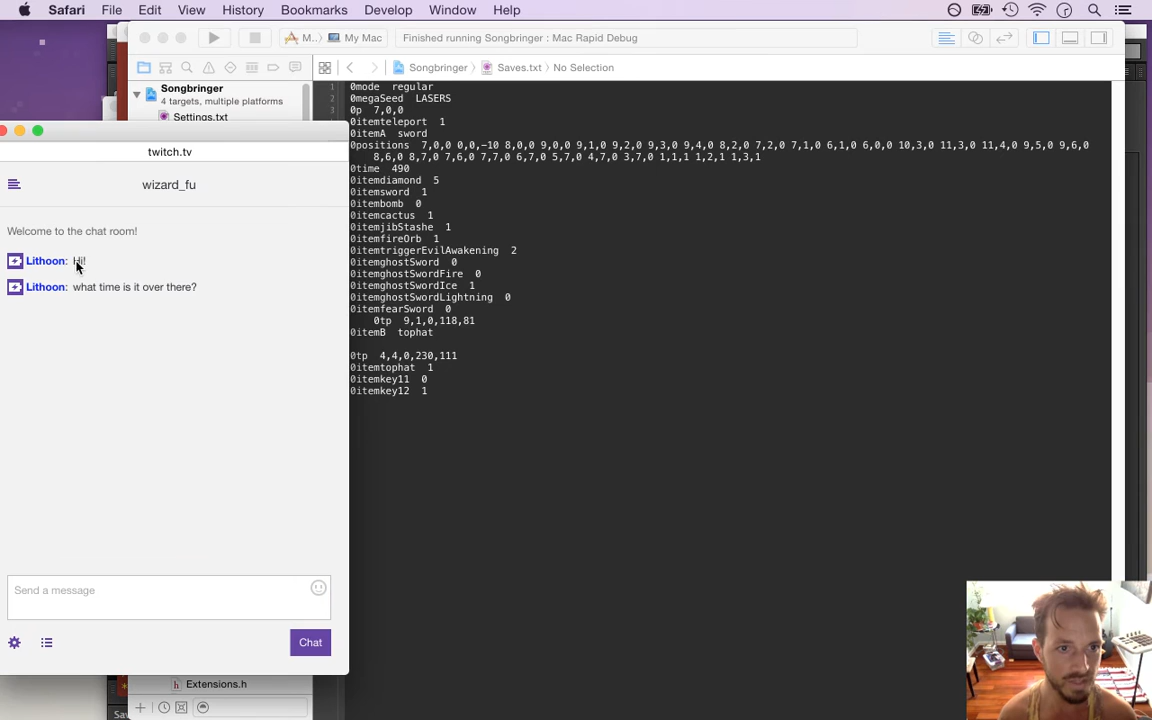 Safari File Edit View History Bookmarks Develop Window Help
M.. My Mac Finished running Songbringer : Mac Rapid Debug
Songbringer Saves.txt No Selection
Songbringer
4 targets, multiple platforms
Settings.txt
twitch.tv
wizard_fu
Welcome to the chat room!
Lithoon: Hi!
Lithoon: what time is it over there?
Send a message
Chat
Extensions.h
1 0mode regular
2 0megaSeed LASERS
3 0p 7,0,0
0itemteleport 1
0itemA sword
0positions 7,0,0 0,0,-10 8,0,0 9,0,0 9,1,0 9,2,0 9,3,0 9,4,0 8,2,0 7,2,0 7,1,0 6,1,0 6,0,0 10,3,0 11,3,0 11,4,0 9,5,0 9,6,0
8,6,0 8,7,0 7,6,0 7,7,0 6,7,0 5,7,0 4,7,0 3,7,0 1,1,1 1,2,1 1,3,1
0time 490
0itemdiamond 5
0itemsword 1
0itembomb 0
0itemcactus 1
0itemjibStashe 1
0itemfireOrb 1
0itemtriggerEvilAwakening 2
0itemghostSword 0
0itemghostSwordFire 0
0itemghostSwordIce 1
0itemghostSwordLightning 0
0itemfearSword 0
0tp 9,1,0,118,81
0itemB tophat
0tp 4,4,0,230,111
0itemtophat 1
0itemkey11 0
0itemkey12 1